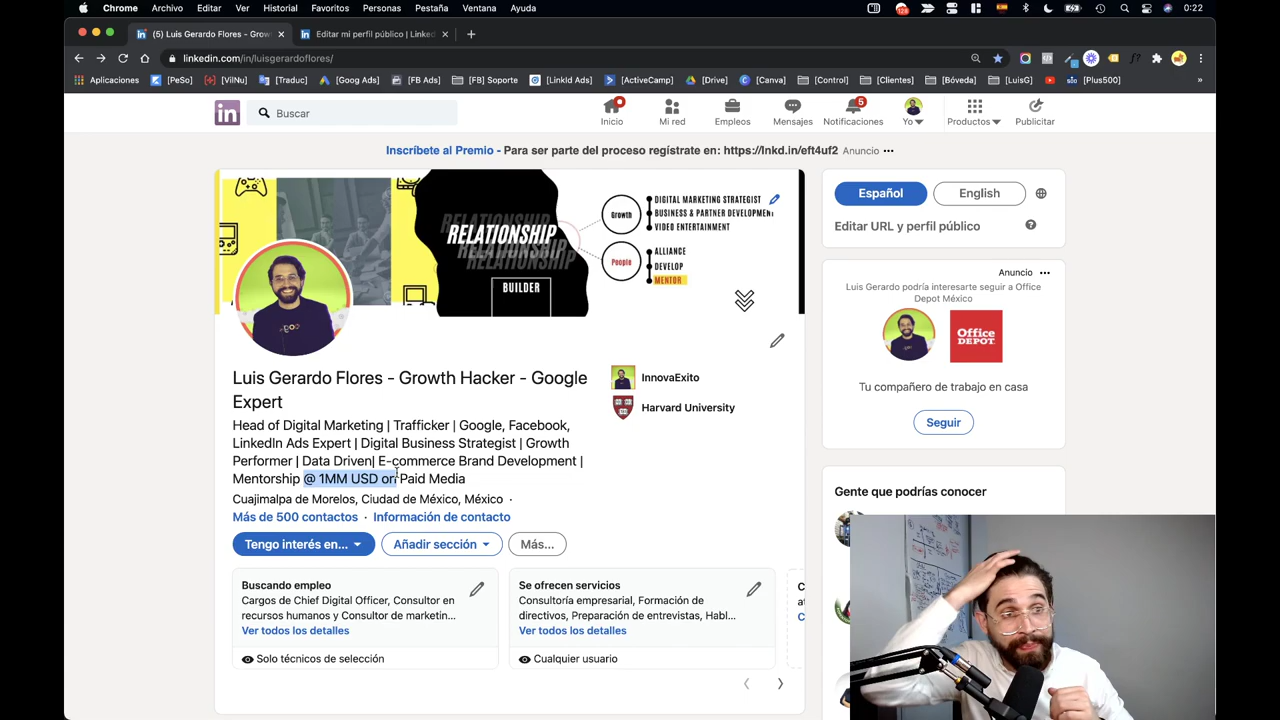 Chrome Archivo Editar Ver Historial Favoritos Personas Pestaña Ventana Ayuda
0:22
(5) Luis Gerardo Flores - Grow
Editar mi perfil público | Linked
linkedin.com/in/luisgerardoflores/
Aplicaciones [PeSo] [VilNu] [Traduc] [Goog Ads] [FB Ads] [FB] Soporte [Linkld Ads] [ActiveCamp] [Drive] [Canva] [Control] [Clientes] [Bóveda] [LuisG] [Plus500]
in
Buscar
Inicio
Mi red
Empleos
Mensajes
5
Notificaciones
Yo
Productos
Publicitar
Inscríbete al Premio - Para ser parte del proceso regístrate en: https://lnkd.in/eft4uf2 Anuncio
RELATIONSHIP
RELATIONSHIP
RELATIONSHIP
BUILDER
Growth
DIGITAL MARKETING STRATEGIST
BUSINESS & PARTNER DEVELOPMENT
VIDEO ENTERTAINMENT
People
ALLIANCE
DEVELOP
MENTOR
Luis Gerardo Flores - Growth Hacker - Google
Expert
Head of Digital Marketing | Trafficker | Google, Facebook,
LinkedIn Ads Expert | Digital Business Strategist | Growth
Performer | Data Driven| E-commerce Brand Development |
Mentorship @ 1MM USD on Paid Media
Cuajimalpa de Morelos, Ciudad de México, México ·
Más de 500 contactos · Información de contacto
InnovaExito
Harvard University
Tengo interés en...
Añadir sección
Más...
Buscando empleo
Cargos de Chief Digital Officer, Consultor en
recursos humanos y Consultor de marketin...
Ver todos los detalles
Solo técnicos de selección
Se ofrecen servicios
Consultoría empresarial, Formación de
directivos, Preparación de entrevistas, Habl...
Ver todos los detalles
Cualquier usuario
Español
English
Editar URL y perfil público
Anuncio
Luis Gerardo podría interesarte seguir a Office
Depot México
Office
DEPOT
Tu compañero de trabajo en casa
Seguir
Gente que podrías conocer